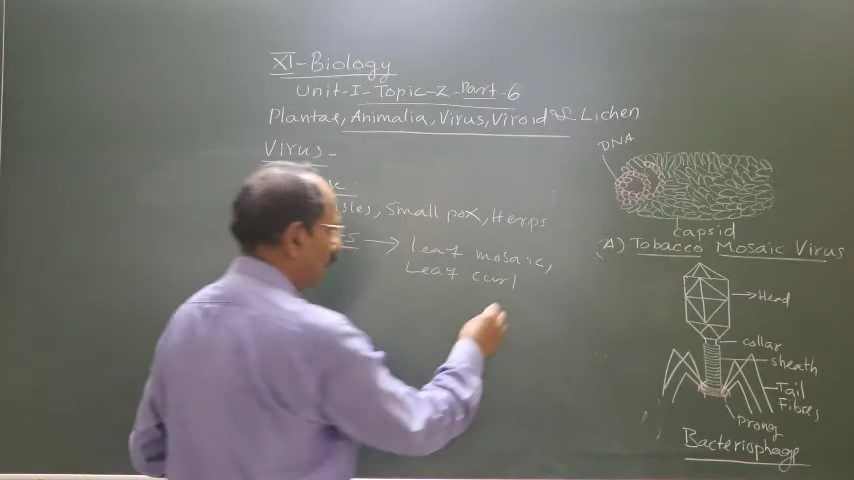 XI-Biology
Unit-I-Topic-2-Part-6
Plantae, Animalia, Virus, Viroid & Lichen
Virus-
Small pox, Herps
→ Leaf mosaic,
Leaf curl
DNA
capsid
(A) Tobacco Mosaic Virus
Head
collar
sheath
Tail
Fibres
Prong
Bacteriophage